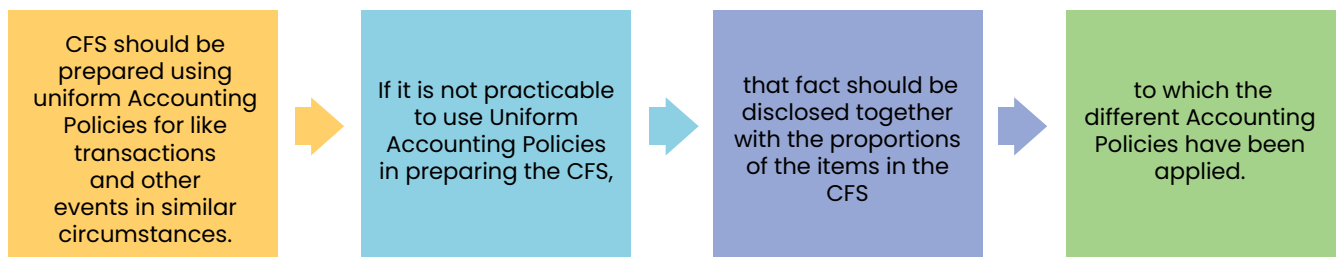 CFS should be
prepared using
uniform Accounting
Policies for like
transactions
and other
events in similar
circumstances.
If it is not practicable
to use Uniform
Accounting Policies
in preparing the CFS,
that fact should be
disclosed together
with the proportions
of the items in the
CFS
to which the
different Accounting
Policies have been
applied.